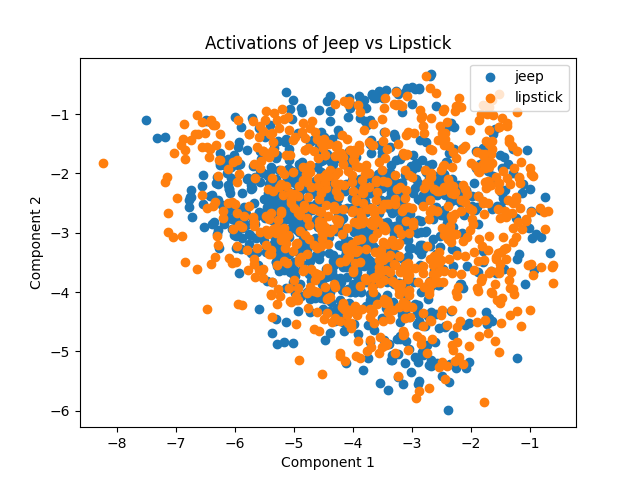 Activations of Jeep vs Lipstick
jeep
lipstick
−1
−2
−3
−4
−5
−6
Component 2
−8 −7 −6 −5 −4 −3 −2 −1
Component 1